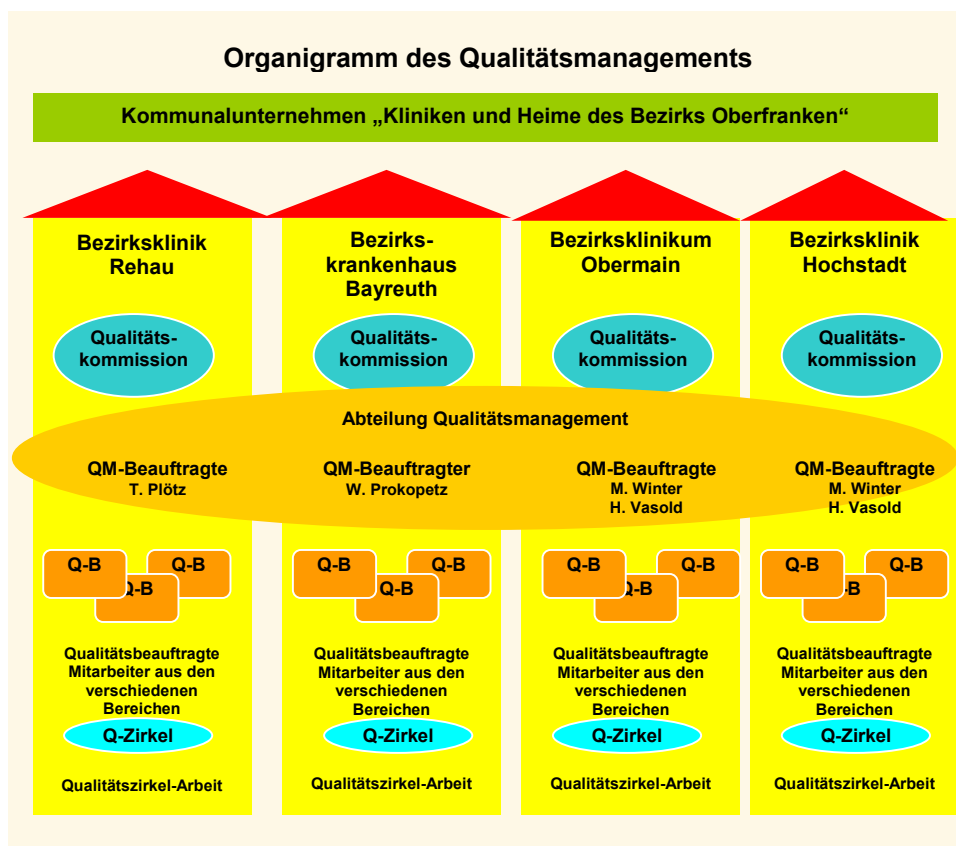 Organigramm des Qualitätsmanagements
Kommunalunternehmen „Kliniken und Heime des Bezirks Oberfranken“
Bezirksklinik
Rehau
Qualitäts-
kommission
Bezirks-
krankenhaus
Bayreuth
Qualitäts-
kommission
Bezirksklinikum
Obermain
Qualitäts-
kommission
Bezirksklinik
Hochstadt
Qualitäts-
kommission
Abteilung Qualitätsmanagement
QM-Beauftragte
T. Plötz
QM-Beauftragter
W. Prokopetz
QM-Beauftragte
M. Winter
H. Vasold
QM-Beauftragte
M. Winter
H. Vasold
Q-B
Q-B
Q-B
Qualitätsbeauftragte
Mitarbeiter aus den
verschiedenen
Bereichen
Q-Zirkel
Qualitätszirkel-Arbeit
Q-B
Q-B
Q-B
Qualitätsbeauftragte
Mitarbeiter aus den
verschiedenen
Bereichen
Q-Zirkel
Qualitätszirkel-Arbeit
Q-B
Q-B
Q-B
Qualitätsbeauftragte
Mitarbeiter aus den
verschiedenen
Bereichen
Q-Zirkel
Qualitätszirkel-Arbeit
Q-B
Q-B
Q-B
Qualitätsbeauftragte
Mitarbeiter aus den
verschiedenen
Bereichen
Q-Zirkel
Qualitätszirkel-Arbeit